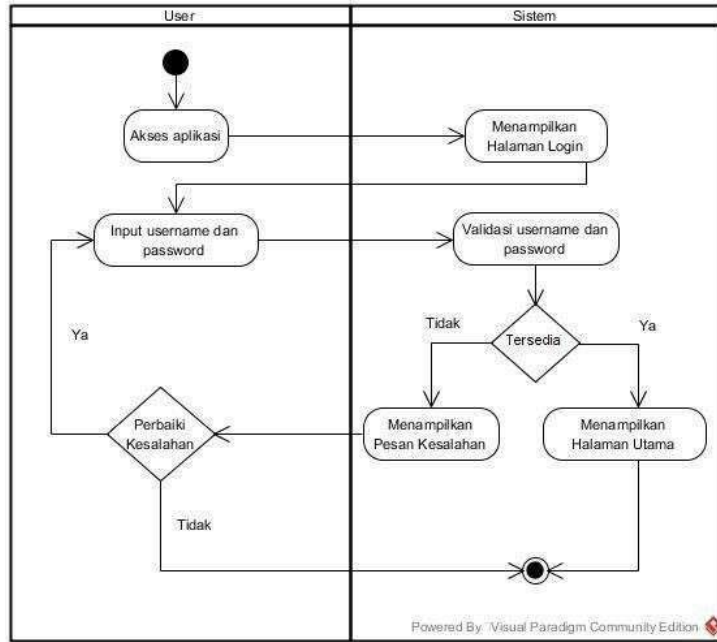 User
Sistem
Akses aplikasi
Menampilkan
Halaman Login
Input username dan
password
Validasi username dan
password
Ya
Tidak
Tersedia
Ya
Perbaiki
Kesalahan
Menampilkan
Pesan Kesalahan
Menampilkan
Halaman Utama
Tidak
Powered By Visual Paradigm Community Edition